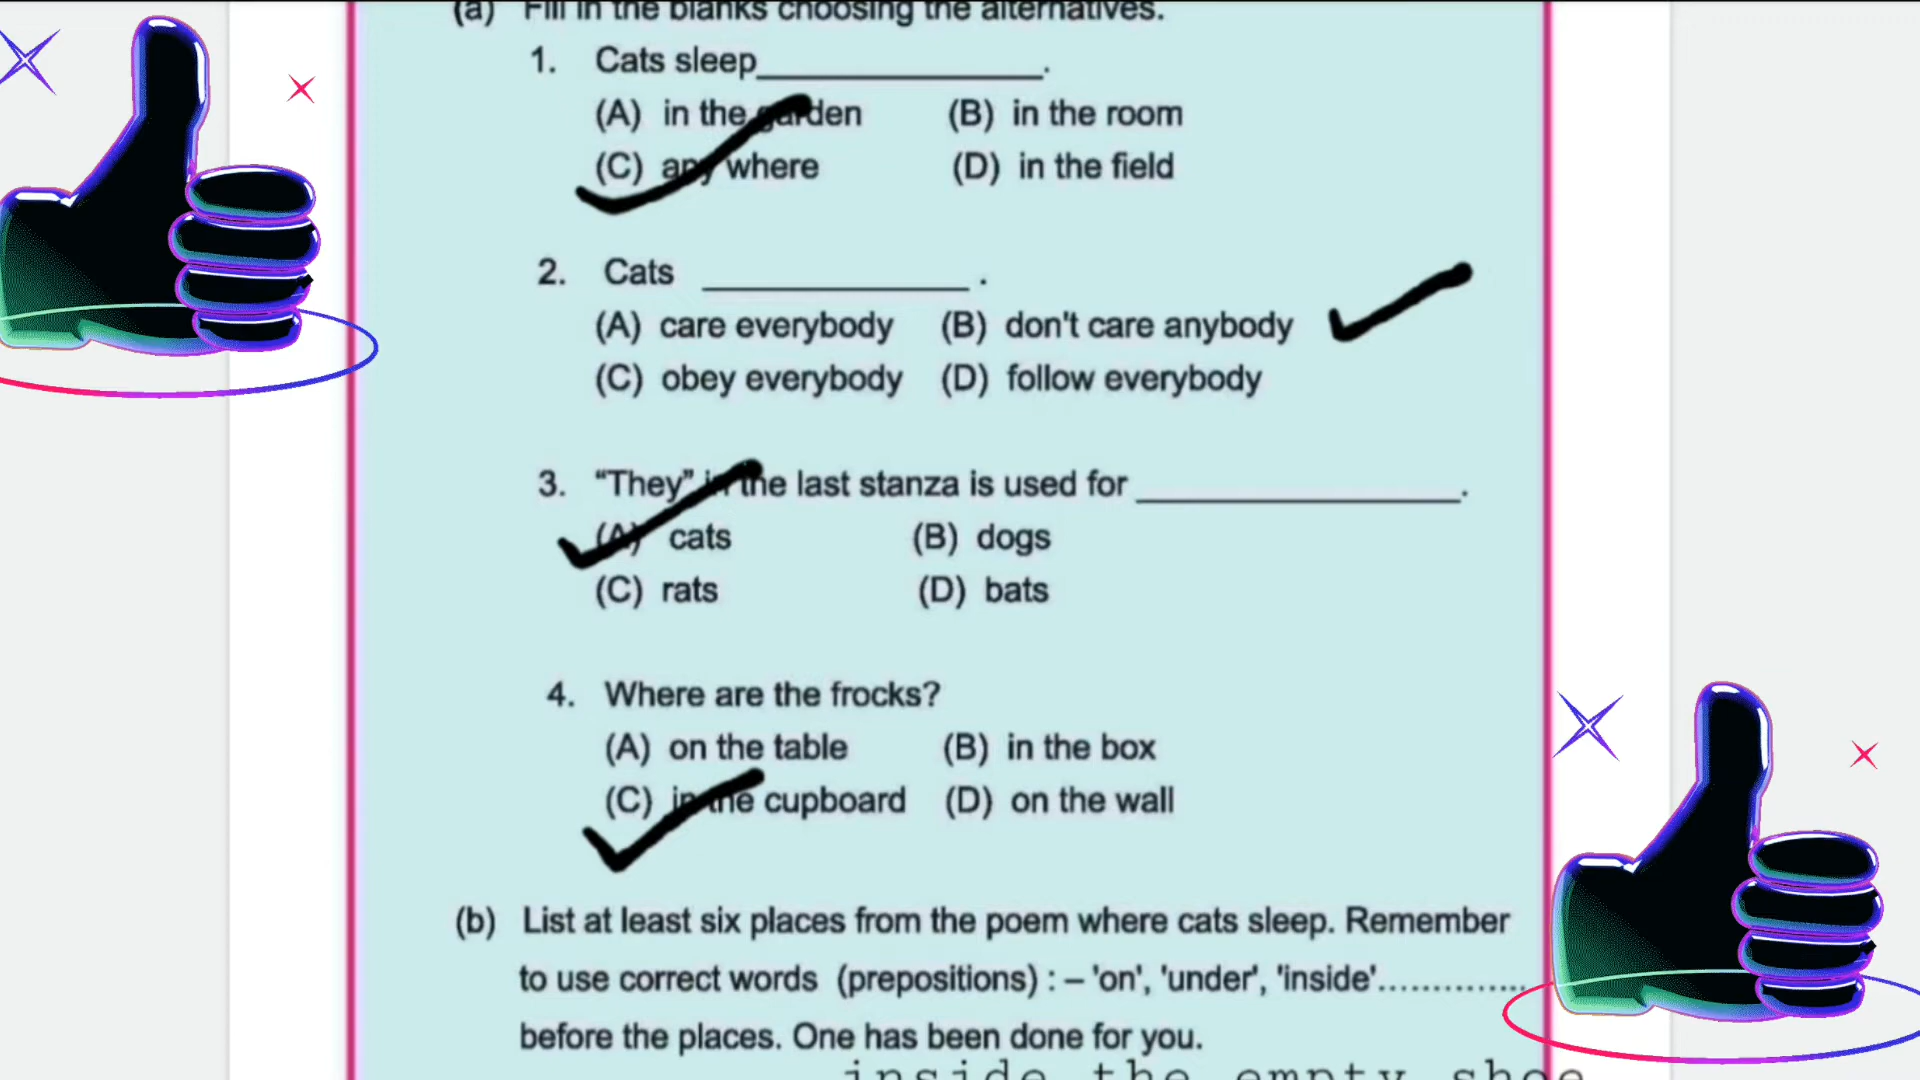 (a) Fill in the blanks choosing the alternatives.
1. Cats sleep_______________.
(A) in the garden (B) in the room
(C) any where (D) in the field
2. Cats ______________ .
(A) care everybody (B) don't care anybody
(C) obey everybody (D) follow everybody
3. “They” in the last stanza is used for _________________.
(A) cats (B) dogs
(C) rats (D) bats
4. Where are the frocks?
(A) on the table (B) in the box
(C) in the cupboard (D) on the wall
(b) List at least six places from the poem where cats sleep. Remember
to use correct words (prepositions) : – 'on', 'under', 'inside'..............
before the places. One has been done for you.
inside the empty shoe